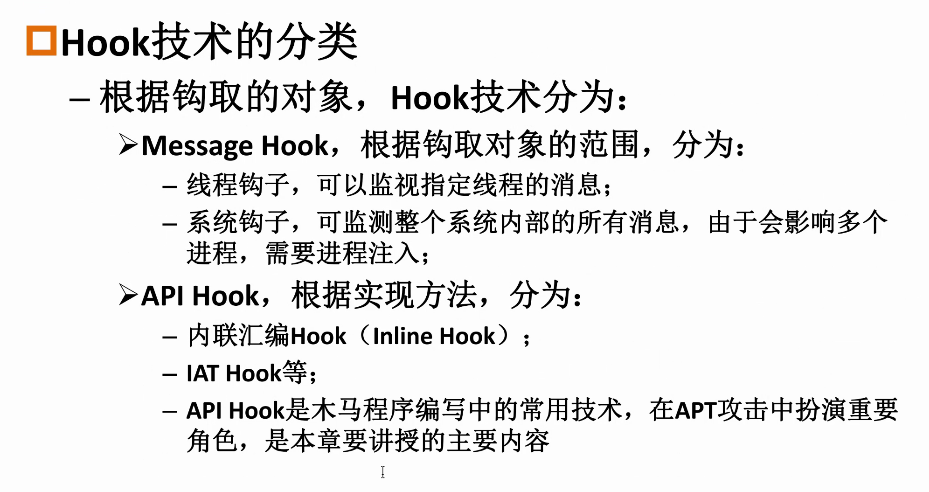 Hook技术的分类
– 根据钩取的对象，Hook技术分为：
➢Message Hook，根据钩取对象的范围，分为：
– 线程钩子，可以监视指定线程的消息；
– 系统钩子，可监测整个系统内部的所有消息，由于会影响多个
进程，需要进程注入；
➢API Hook，根据实现方法，分为：
– 内联汇编Hook（Inline Hook）；
– IAT Hook等；
– API Hook是木马程序编写中的常用技术，在APT攻击中扮演重要
角色，是本章要讲授的主要内容